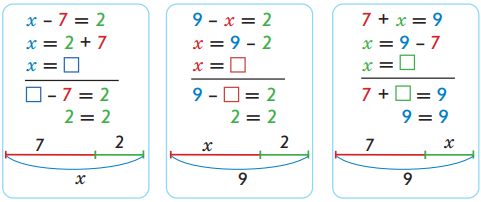 x – 7 = 2
x = 2 + 7
x = □
□ – 7 = 2
2 = 2
7 2
x
9 – x = 2
x = 9 – 2
x = □
9 – □ = 2
2 = 2
x 2
9
7 + x = 9
x = 9 – 7
x = □
7 + □ = 9
9 = 9
7 x
9